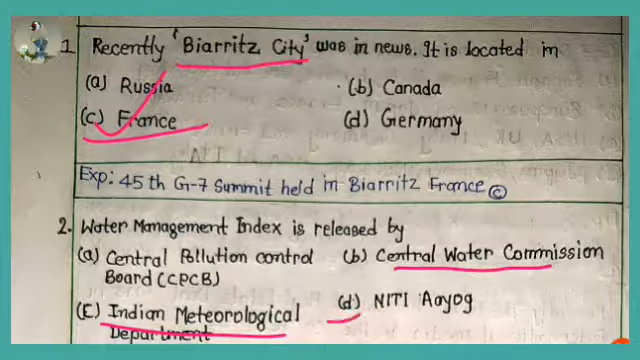 1 Recently 'Biarritz City' was in news. It is located in
(a) Russia (b) Canada
(c) France (d) Germany
Exp: 45th G-7 Summit held in Biarritz France (c)
2. Water Management Index is released by
(a) Central Pollution control (b) Central Water Commission
Board (CPCB)
(c) Indian Meteorological (d) NITI Aayog
Department